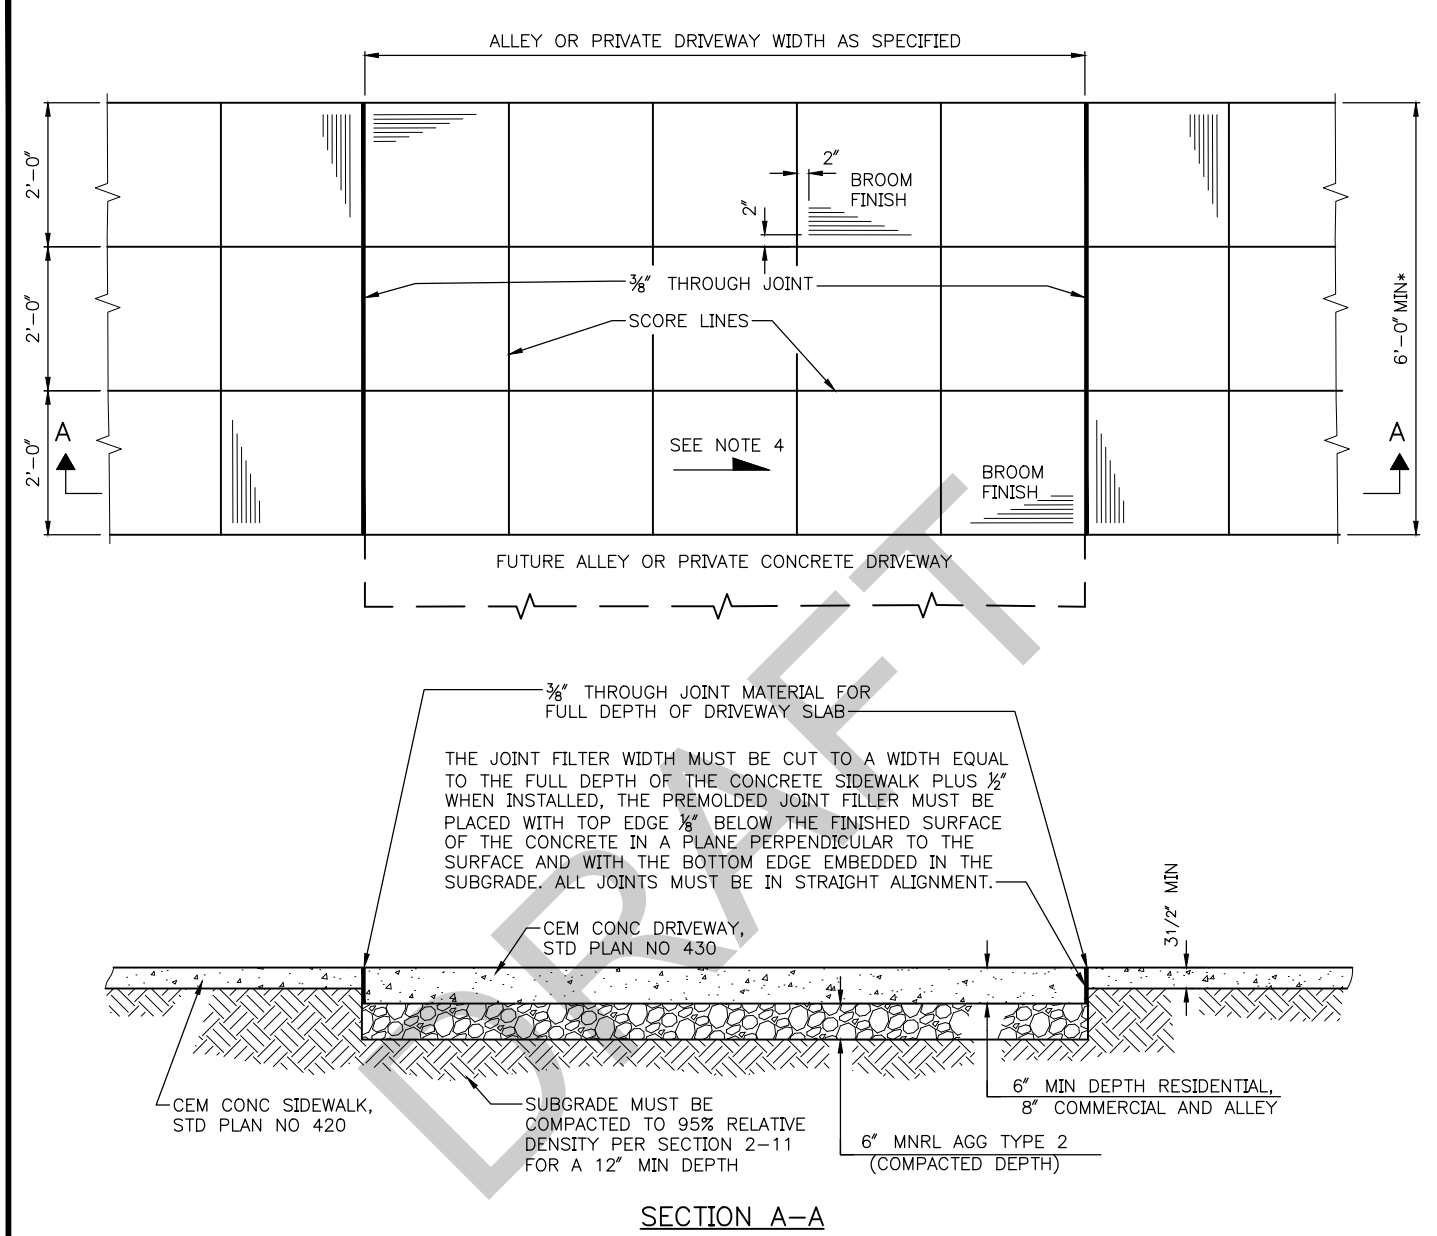 ALLEY OR PRIVATE DRIVEWAY WIDTH AS SPECIFIED
2'-0"
2'-0"
2'-0"
2"
2"
BROOM
FINISH
⅜" THROUGH JOINT
SCORE LINES
6'-0" MIN*
A
A
SEE NOTE 4
BROOM
FINISH
FUTURE ALLEY OR PRIVATE CONCRETE DRIVEWAY
DRAFT
⅜" THROUGH JOINT MATERIAL FOR
FULL DEPTH OF DRIVEWAY SLAB
THE JOINT FILTER WIDTH MUST BE CUT TO A WIDTH EQUAL
TO THE FULL DEPTH OF THE CONCRETE SIDEWALK PLUS ½"
WHEN INSTALLED, THE PREMOLDED JOINT FILLER MUST BE
PLACED WITH TOP EDGE ⅛" BELOW THE FINISHED SURFACE
OF THE CONCRETE IN A PLANE PERPENDICULAR TO THE
SURFACE AND WITH THE BOTTOM EDGE EMBEDDED IN THE
SUBGRADE. ALL JOINTS MUST BE IN STRAIGHT ALIGNMENT.
31/2" MIN
CEM CONC DRIVEWAY,
STD PLAN NO 430
CEM CONC SIDEWALK,
STD PLAN NO 420
SUBGRADE MUST BE
COMPACTED TO 95% RELATIVE
DENSITY PER SECTION 2-11
FOR A 12" MIN DEPTH
6" MIN DEPTH RESIDENTIAL,
8" COMMERCIAL AND ALLEY
6" MNRL AGG TYPE 2
(COMPACTED DEPTH)
SECTION A-A